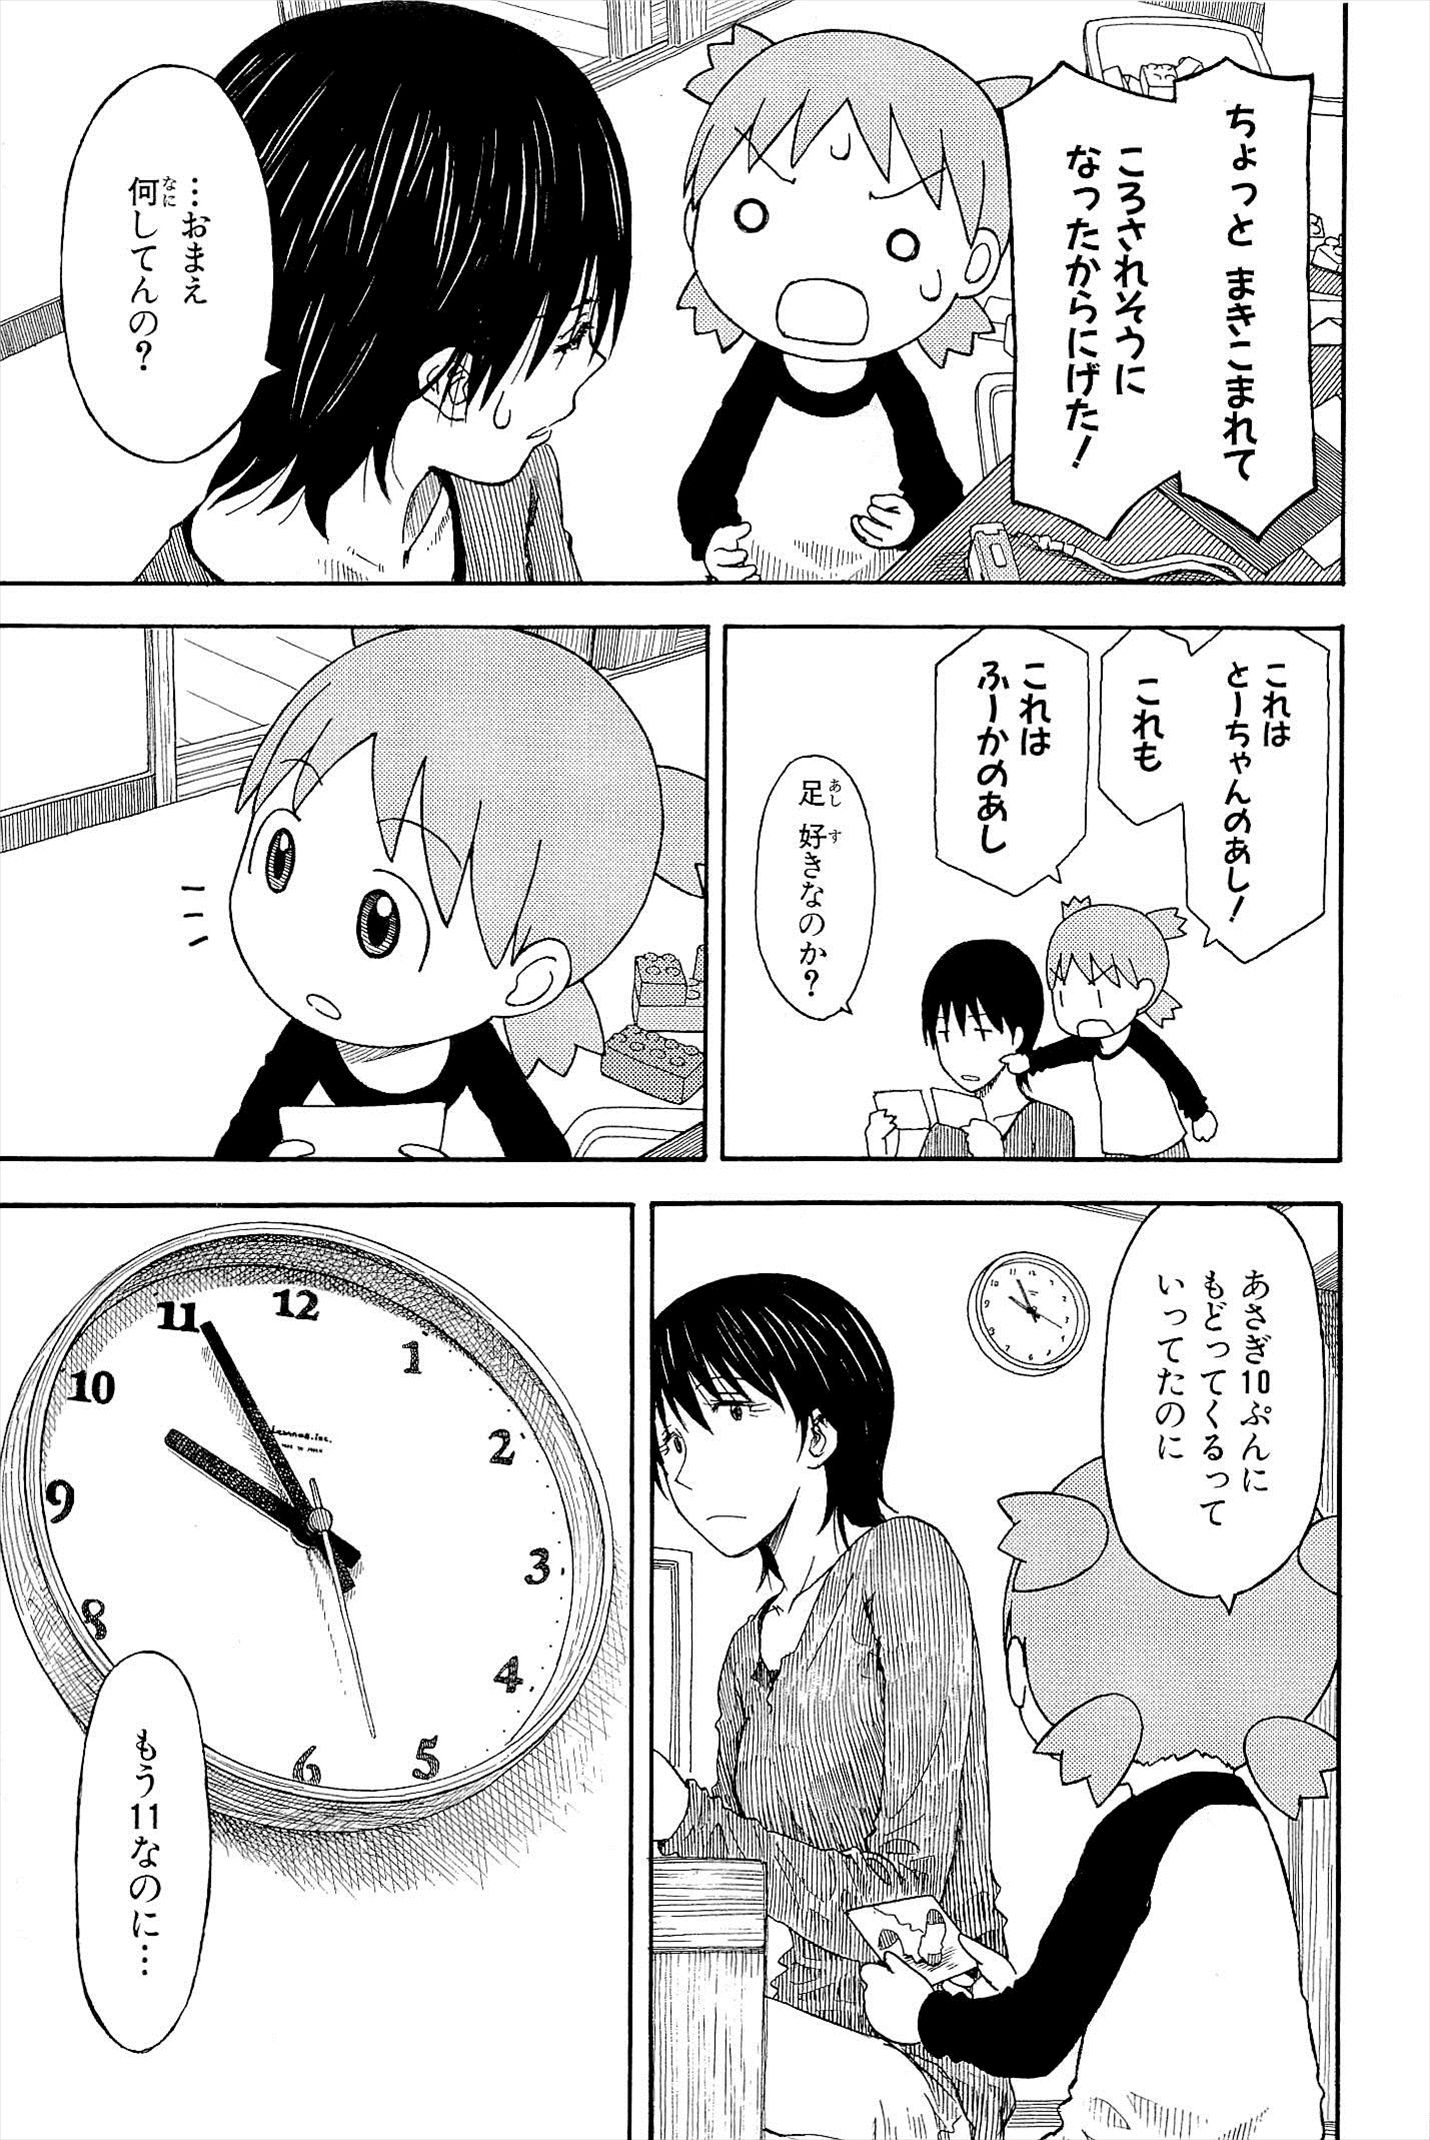 ちょっと まきこまれて
ころされそうに
なったからにげた！
…おまえ
何してんの？
なに
これは
とーちゃんのあし！
これも
これは
ふーかのあし
足 好きなのか？
あし す
あさぎ10ぷんに
もどってくるって
いってたのに
12
1
2
3
4
5
6
8
9
10
11
もう11なのに…